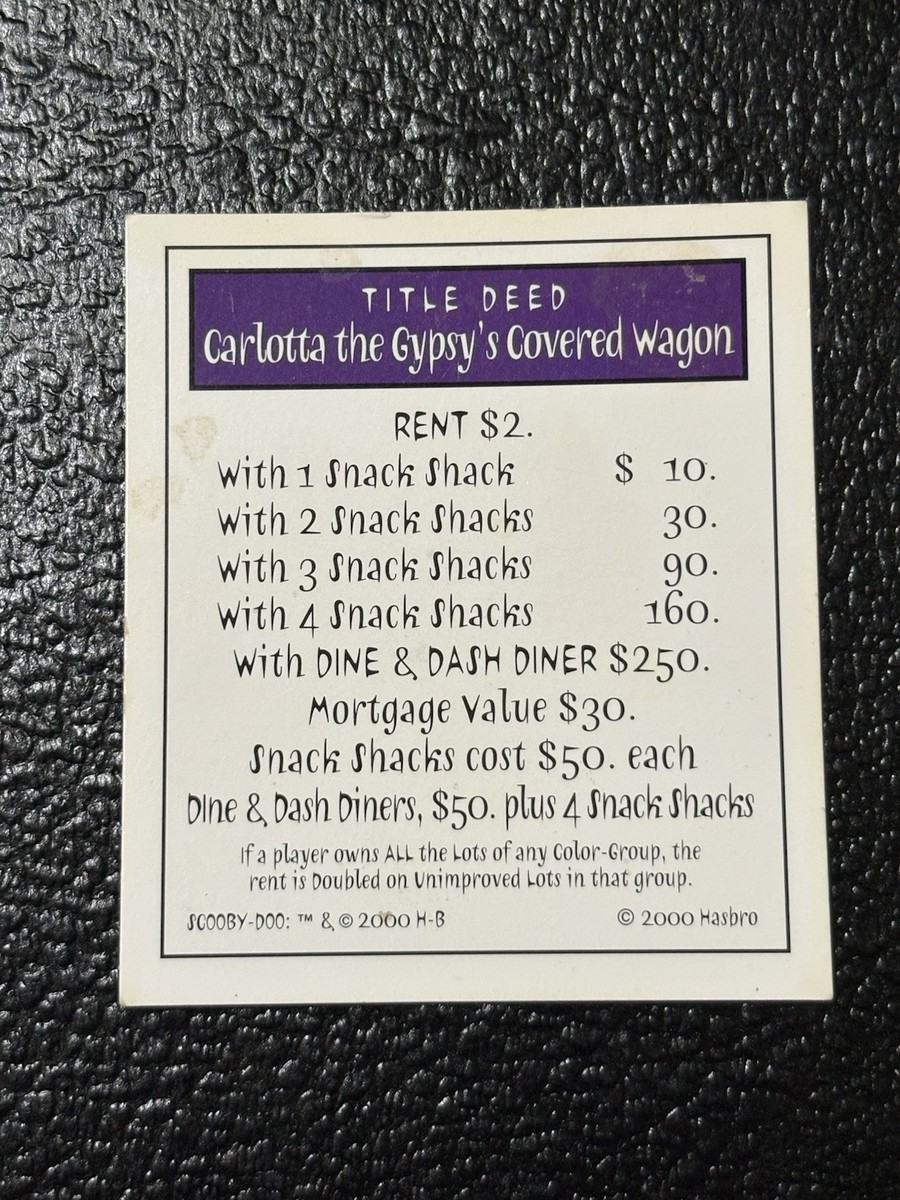 TITLE DEED
Carlotta the Gypsy's Covered Wagon
RENT $2.
With 1 Snack Shack $ 10.
With 2 Snack Shacks 30.
With 3 Snack Shacks 90.
With 4 Snack Shacks 160.
With DINE & DASH DINER $250.
Mortgage Value $30.
Snack Shacks cost $50. each
DIne & Dash Diners, $50. plus 4 Snack Shacks
If a player owns ALL the Lots of any Color-Group, the
rent is Doubled on Unimproved Lots in that group.
SCOOBY-DOO: ™ & © 2000 H-B © 2000 Hasbro